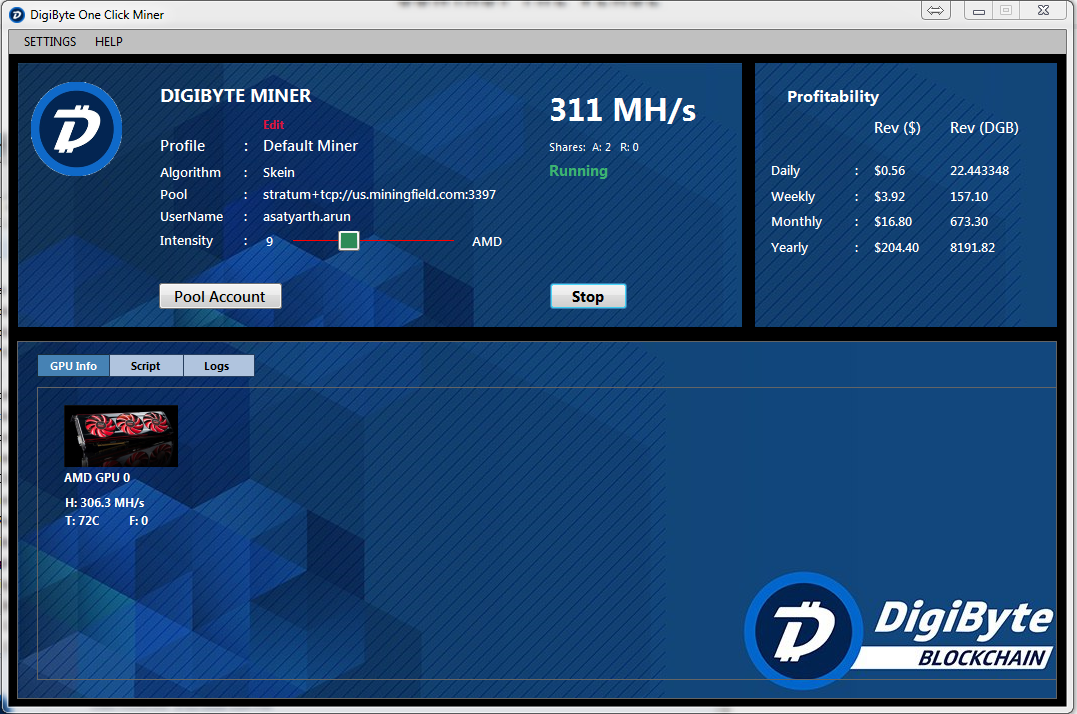 DigiByte One Click Miner
SETTINGS HELP
DIGIBYTE MINER
Edit
Profile : Default Miner
Algorithm : Skein
Pool : stratum+tcp://us.miningfield.com:3397
UserName : asatyarth.arun
Intensity : 9 AMD
Pool Account
311 MH/s
Shares: A: 2 R: 0
Running
Stop
Profitability
Rev ($) Rev (DGB)
Daily : $0.56 22.443348
Weekly : $3.92 157.10
Monthly : $16.80 673.30
Yearly : $204.40 8191.82
GPU Info Script Logs
AMD GPU 0
H: 306.3 MH/s
T: 72C F: 0
DigiByte
BLOCKCHAIN